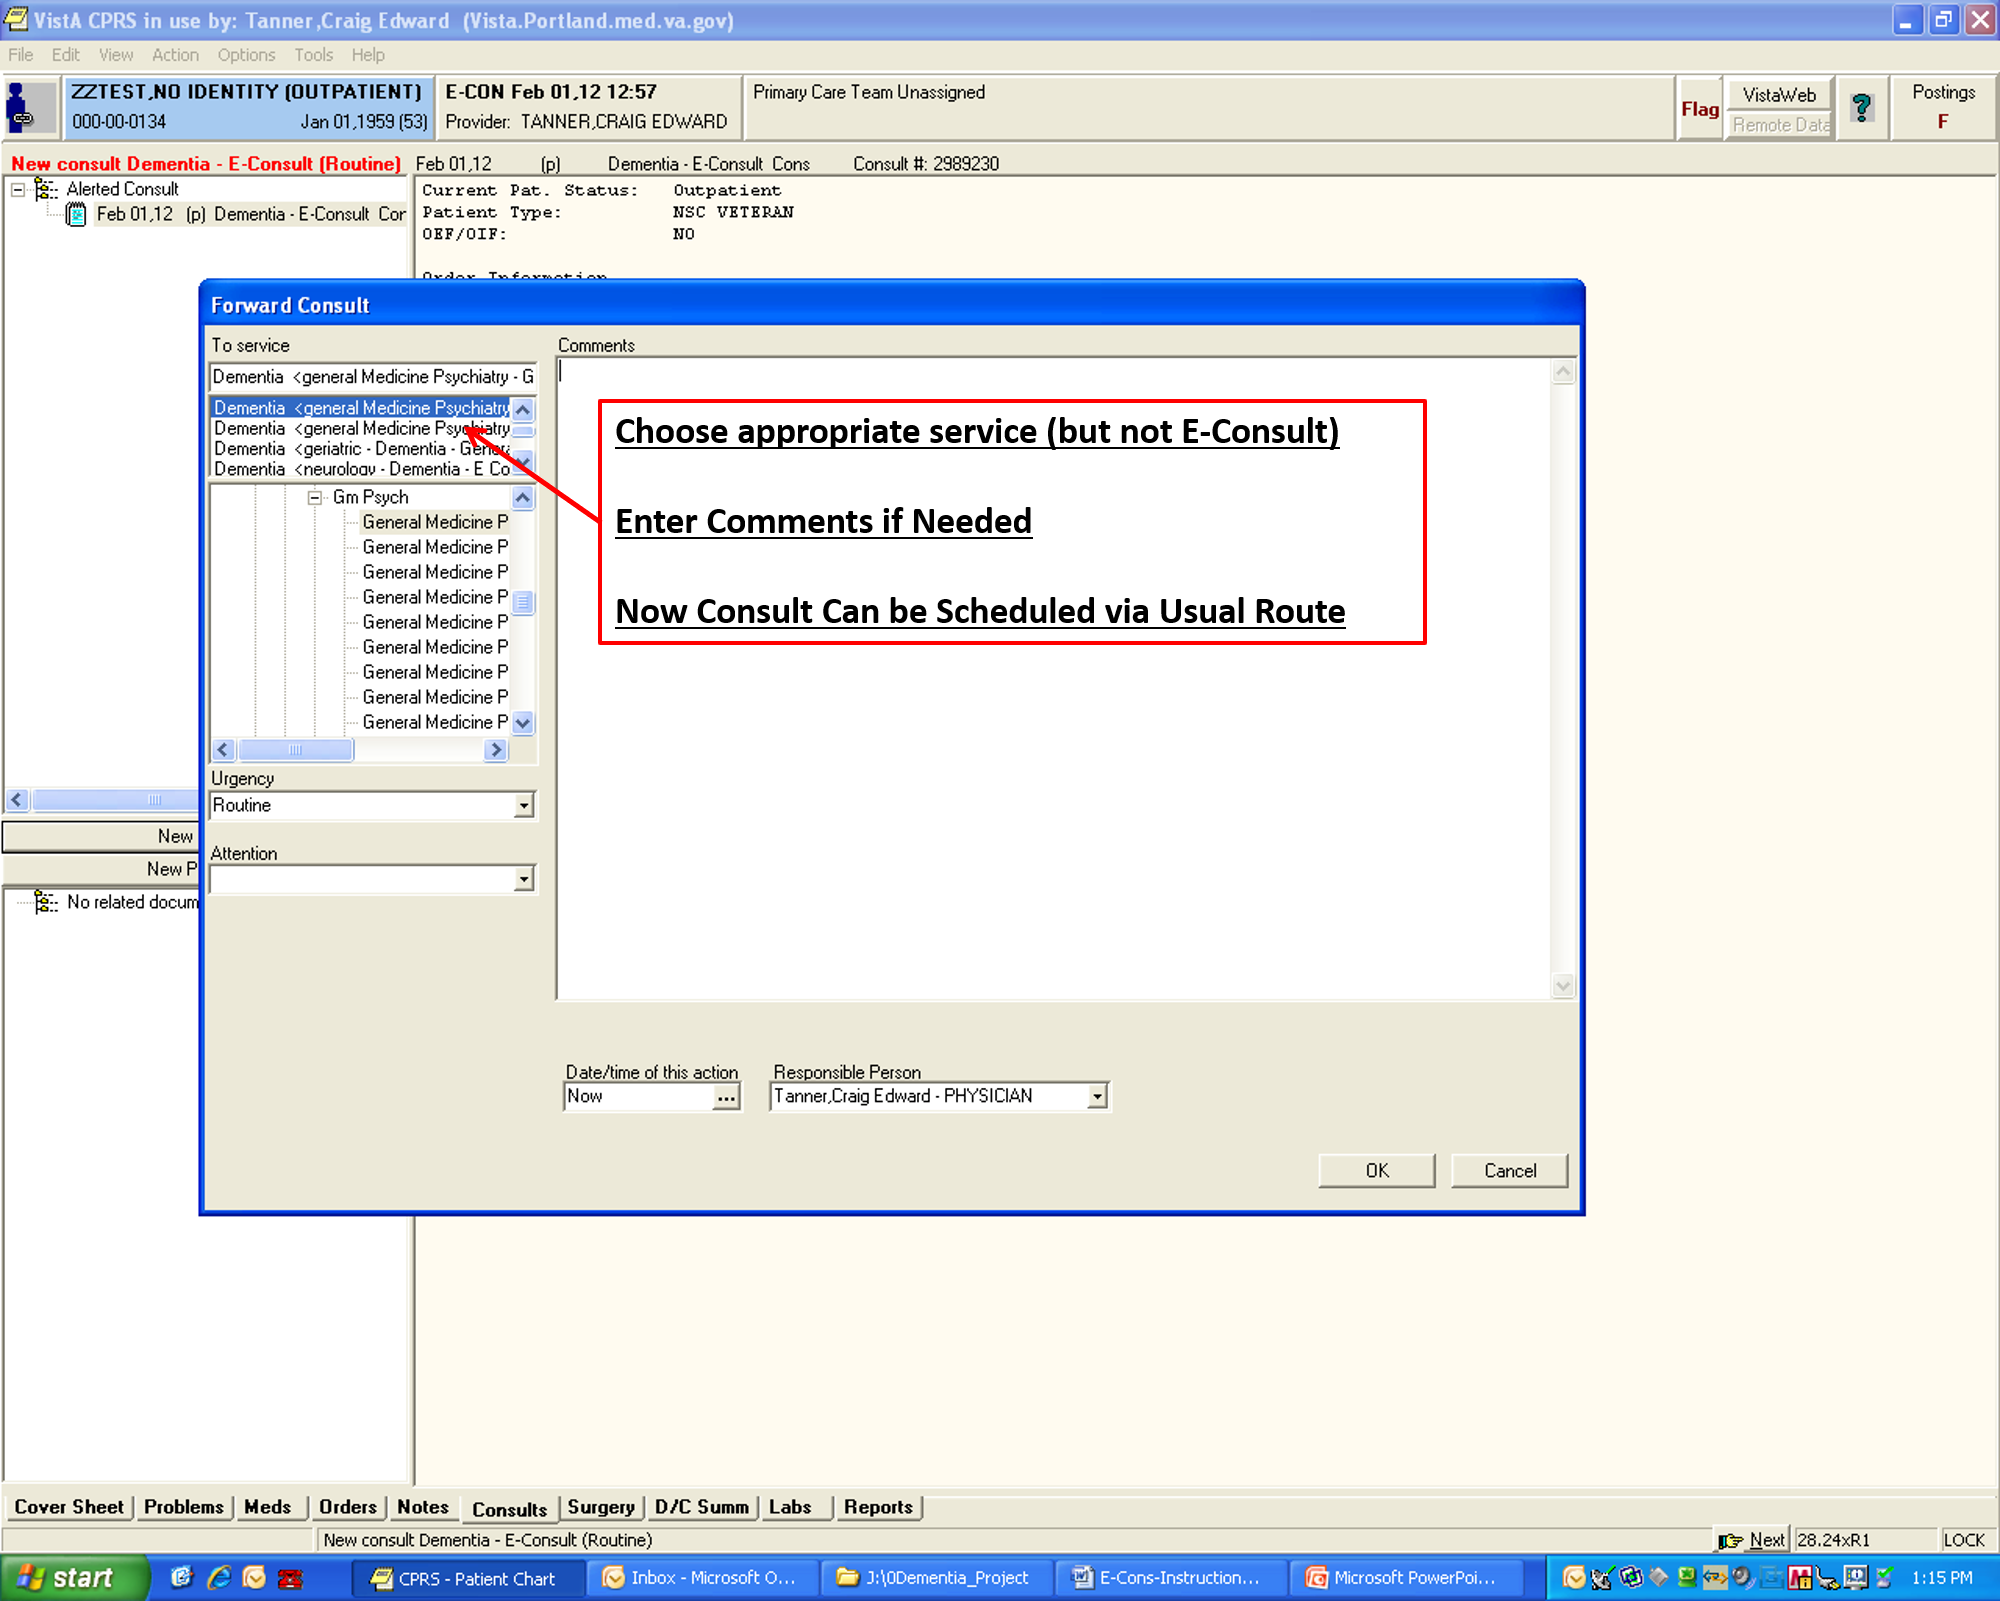 VistA CPRS in use by: Tanner,Craig Edward (Vista.Portland.med.va.gov)
File Edit View Action Options Tools Help
ZZTEST,NO IDENTITY (OUTPATIENT)
000-00-0134 Jan 01,1959 (53)
E-CON Feb 01,12 12:57
Provider: TANNER,CRAIG EDWARD
Primary Care Team Unassigned
Flag
VistaWeb
Remote Data
?
Postings
F
New consult Dementia - E-Consult (Routine)
Feb 01,12 (p) Dementia - E-Consult Cons Consult #: 2989230
Alerted Consult
Feb 01,12 (p) Dementia - E-Consult Con
Current Pat. Status: Outpatient
Patient Type: NSC VETERAN
OEF/OIF: NO
Order Information
Forward Consult
To service
Dementia <general Medicine Psychiatry - G
Dementia <general Medicine Psychiatry
Dementia <general Medicine Psychiatry
Dementia <geriatric - Dementia - Genera
Dementia <neurology - Dementia - E Co
Gm Psych
General Medicine P
General Medicine P
General Medicine P
General Medicine P
General Medicine P
General Medicine P
General Medicine P
General Medicine P
General Medicine P
Urgency
Routine
Attention
Comments
Choose appropriate service (but not E-Consult)
Enter Comments if Needed
Now Consult Can be Scheduled via Usual Route
Date/time of this action
Now ...
Responsible Person
Tanner,Craig Edward - PHYSICIAN
OK Cancel
New
New P
No related docum
Cover Sheet Problems Meds Orders Notes Consults Surgery D/C Summ Labs Reports
New consult Dementia - E-Consult (Routine)
Next 28.24xR1 LOCK
start
CPRS - Patient Chart
Inbox - Microsoft O...
J:\0Dementia_Project
E-Cons-Instruction...
Microsoft PowerPoi...
1:15 PM